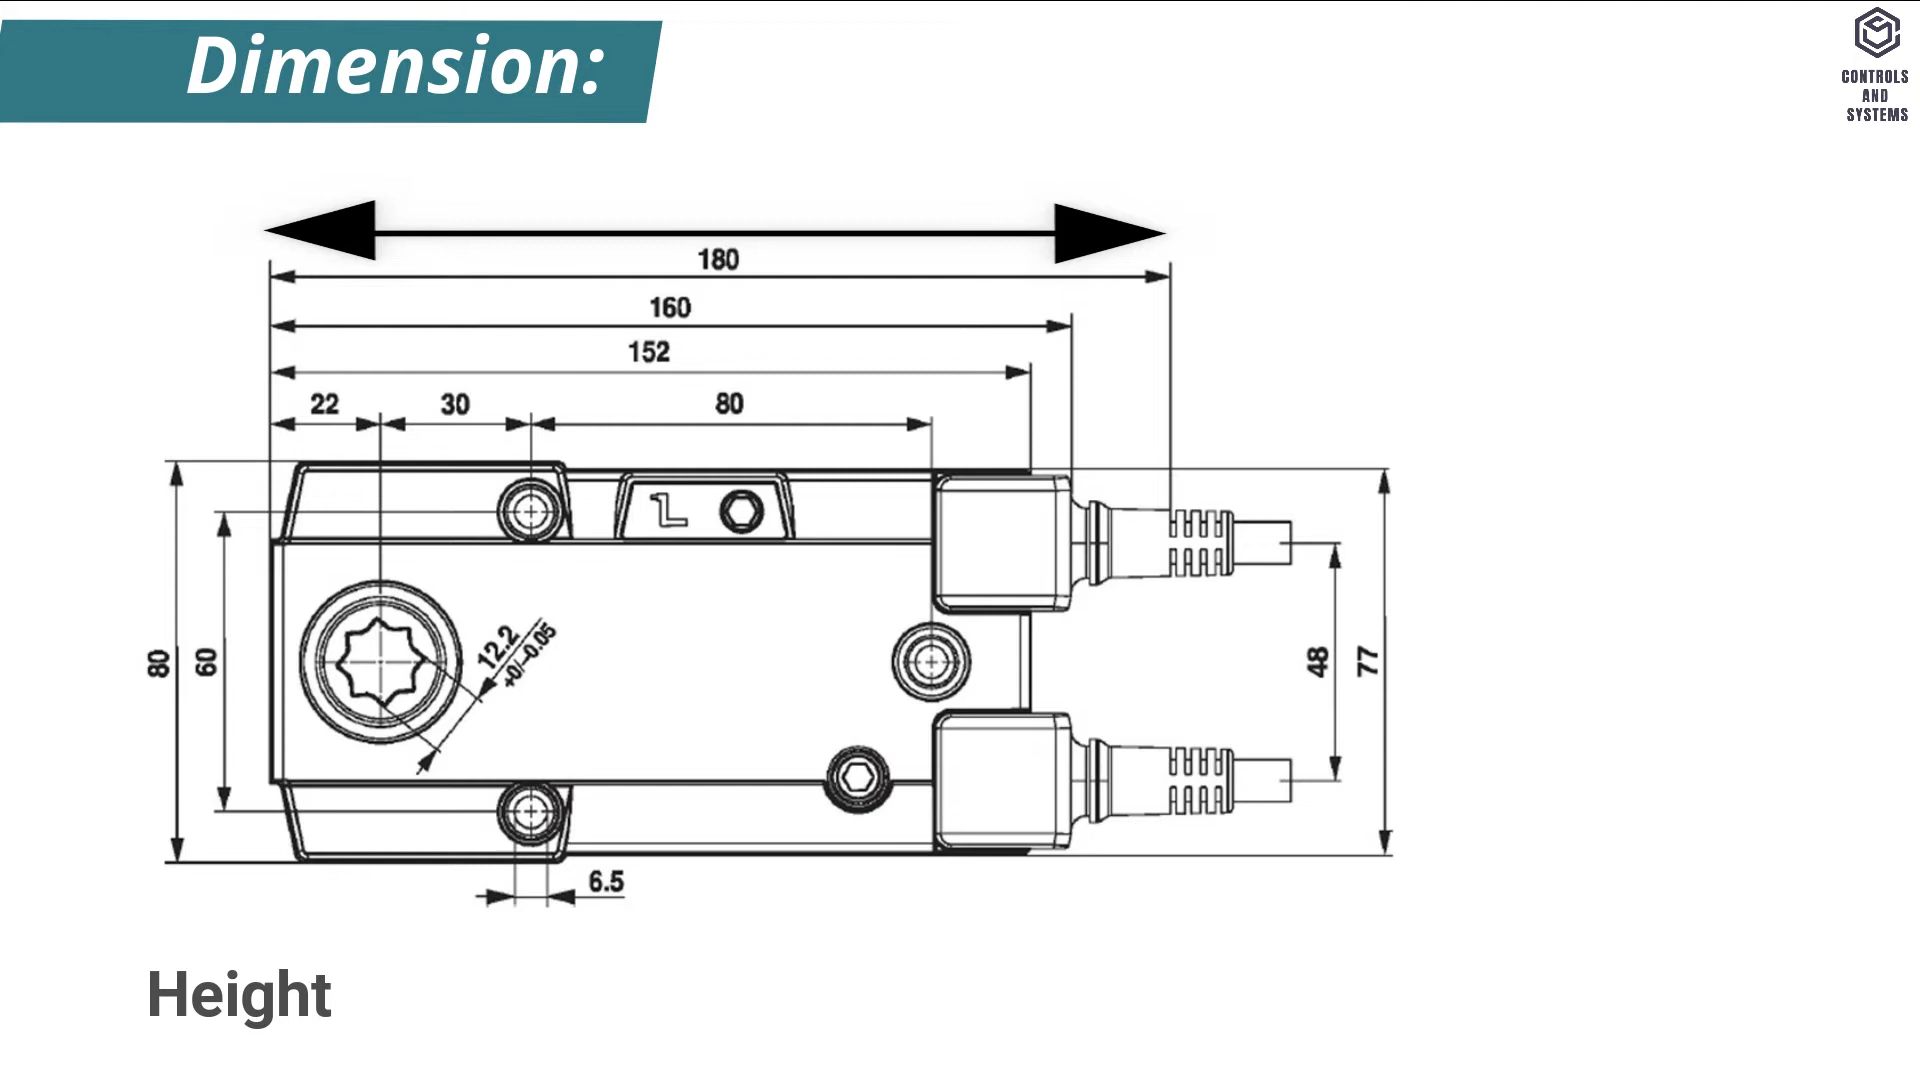 Dimension:
CONTROLS
AND
SYSTEMS
180
160
152
22 30 80
L
12.2
+0/-0.05
80
60
48
77
6.5
Height